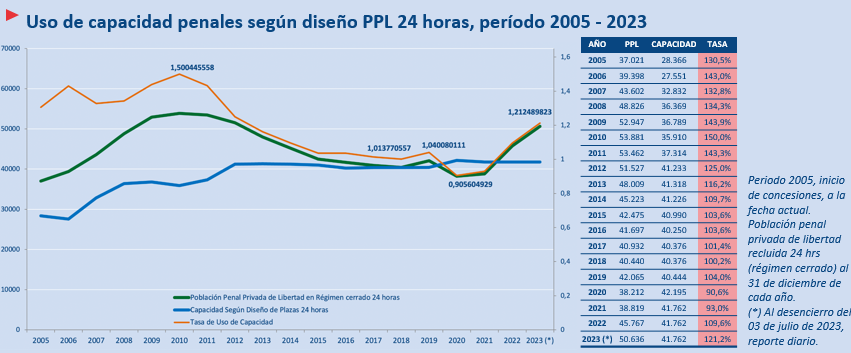 Uso de capacidad penales según diseño PPL 24 horas, período 2005 - 2023
70000
60000
50000
40000
30000
20000
10000
0
1,6
1,4
1,2
1
0,8
0,6
0,4
0,2
0
1,500445558
1,013770557
1,040080111
0,905604929
1,212489823
Población Penal Privada de Libertad en Régimen cerrado 24 horas
Capacidad Según Diseño de Plazas 24 horas
Tasa de Uso de Capacidad
2005 2006 2007 2008 2009 2010 2011 2012 2013 2014 2015 2016 2017 2018 2019 2020 2021 2022 2023 (*)
AÑO PPL CAPACIDAD TASA
2005 37.021 28.366 130,5%
2006 39.398 27.551 143,0%
2007 43.602 32.832 132,8%
2008 48.826 36.369 134,3%
2009 52.947 36.789 143,9%
2010 53.881 35.910 150,0%
2011 53.462 37.314 143,3%
2012 51.527 41.233 125,0%
2013 48.009 41.318 116,2%
2014 45.223 41.226 109,7%
2015 42.475 40.990 103,6%
2016 41.697 40.250 103,6%
2017 40.932 40.376 101,4%
2018 40.440 40.376 100,2%
2019 42.065 40.444 104,0%
2020 38.212 42.195 90,6%
2021 38.819 41.762 93,0%
2022 45.767 41.762 109,6%
2023 (*) 50.636 41.762 121,2%
Periodo 2005, inicio
de concesiones, a la
fecha actual.
Población penal
privada de libertad
recluida 24 hrs
(régimen cerrado) al
31 de diciembre de
cada año.
(*) Al desencierro del
03 de julio de 2023,
reporte diario.